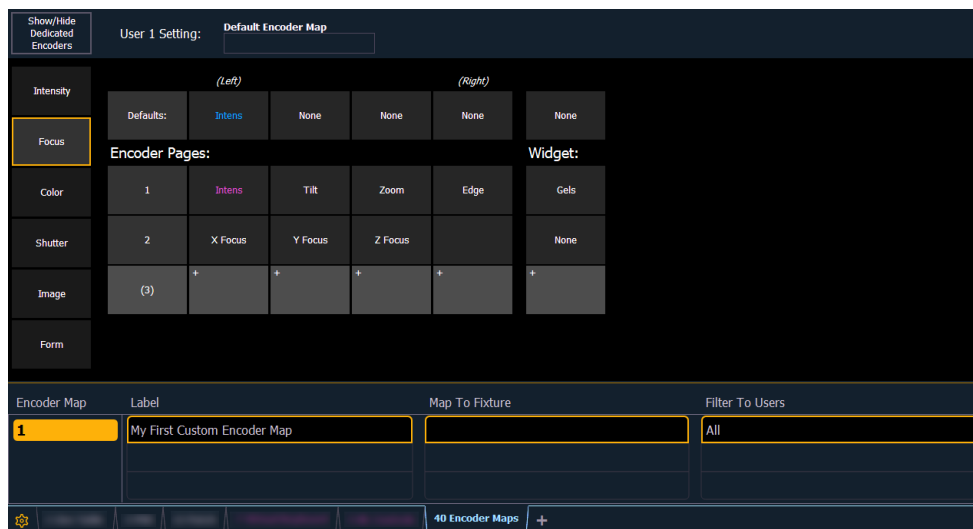 Show/Hide
Dedicated
Encoders
User 1 Setting:
Default Encoder Map
Intensity
Focus
Color
Shutter
Image
Form
(Left) (Right)
Defaults: Intens None None None None
Encoder Pages: Widget:
1 Intens Tilt Zoom Edge Gels
2 X Focus Y Focus Z Focus None
(3) + + + + +
Encoder Map Label Map To Fixture Filter To Users
1 My First Custom Encoder Map All
40 Encoder Maps +